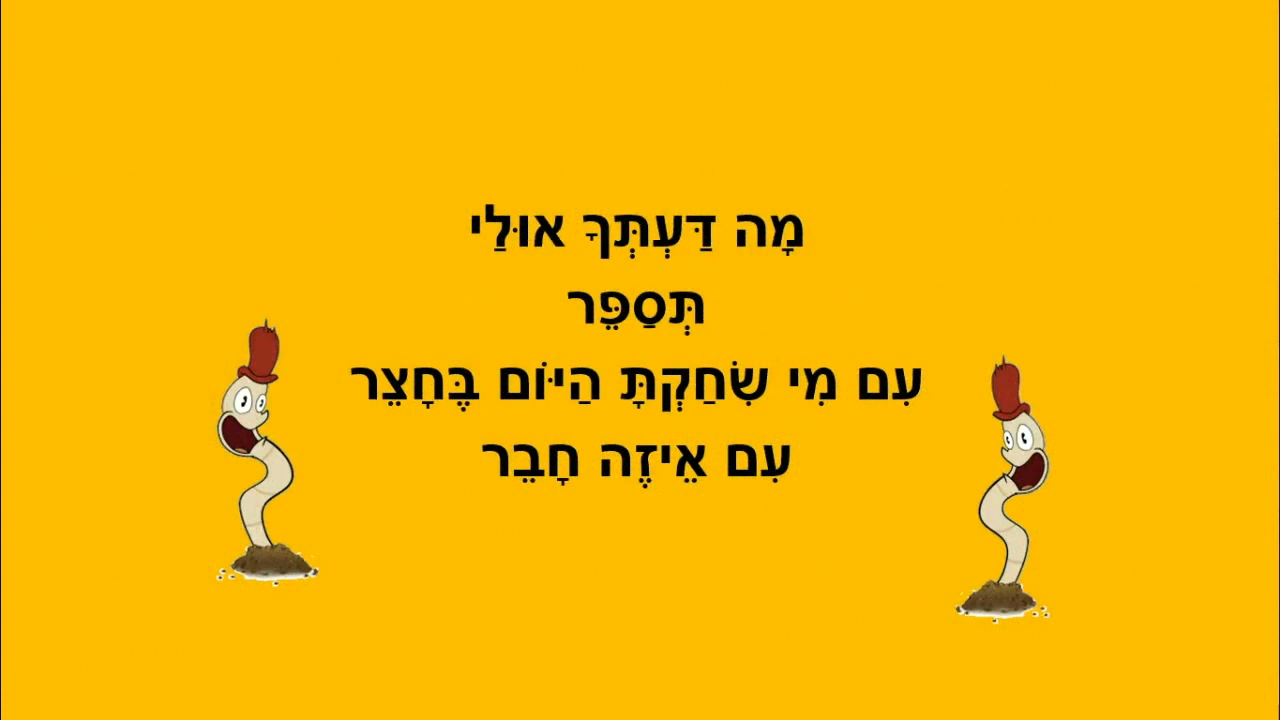 מָה דַּעְתְּךָ אוּלַי
תְּסַפֵּר
עִם מִי שִׂחַקְתָּ הַיּוֹם בֶּחָצֵר
עִם אֵיזֶה חָבֵר